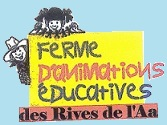 FERME
D'ANIMATIONS
éDUCATIVES
des Rives de l'Aa